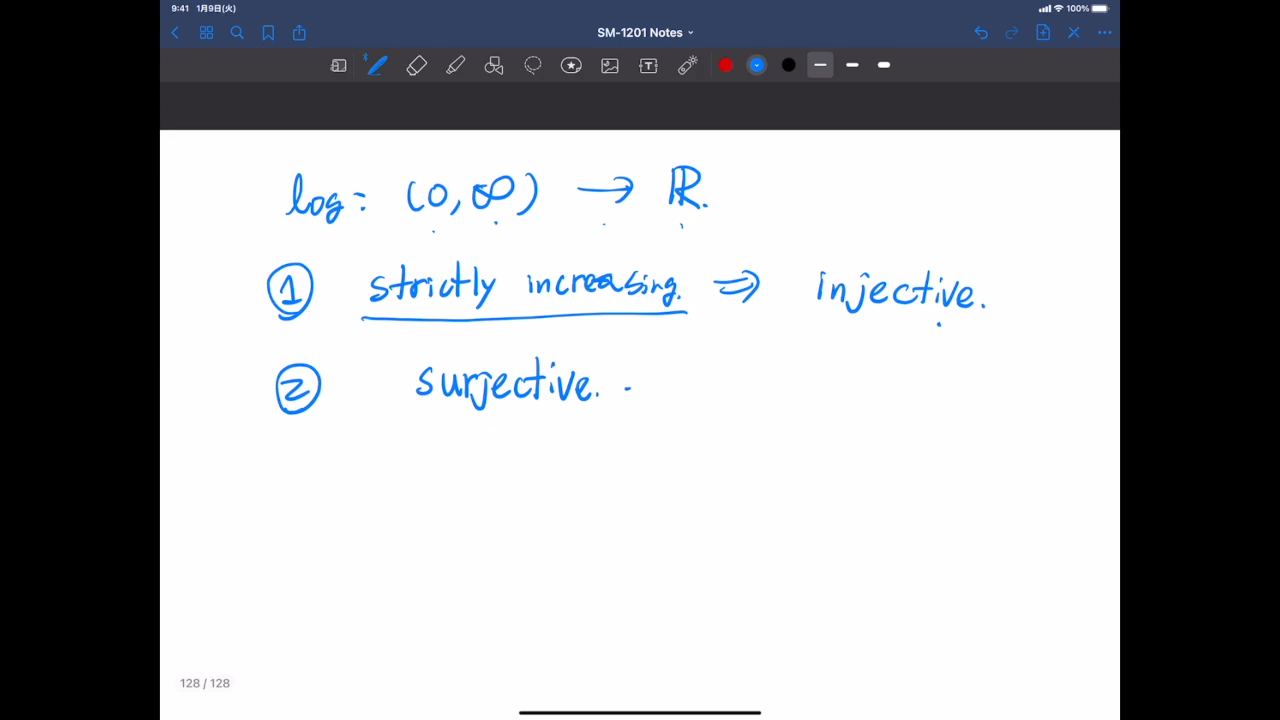 9:41 1月9日(火) 100%
SM-1201 Notes
log: (0, ∞) → ℝ.
① strictly increasing. ⇒ injective.
② surjective.
128 / 128